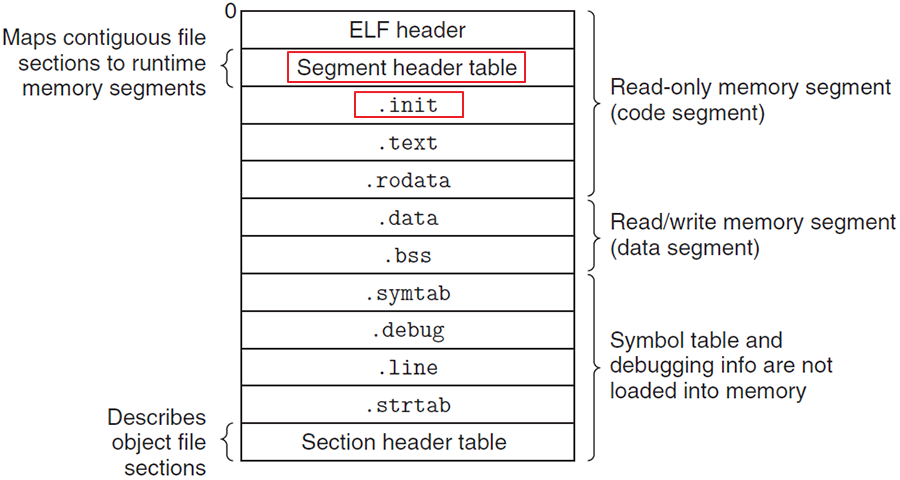 0
Maps contiguous file
sections to runtime
memory segments
ELF header
Segment header table
.init
.text
.rodata
.data
.bss
.symtab
.debug
.line
.strtab
Section header table
Describes
object file
sections
Read-only memory segment
(code segment)
Read/write memory segment
(data segment)
Symbol table and
debugging info are not
loaded into memory